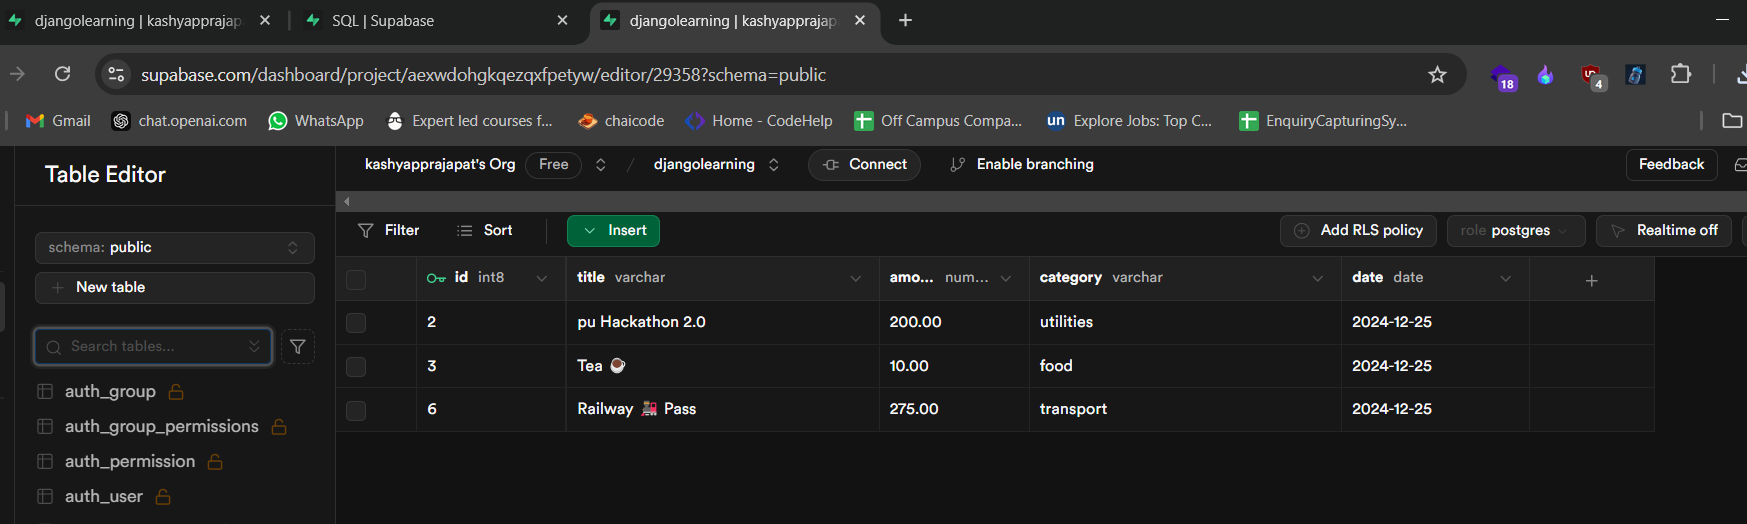 djangolearning | kashyapprajap
SQL | Supabase
djangolearning | kashyapprajap
supabase.com/dashboard/project/aexwdohgkqezqxfpetyw/editor/29358?schema=public
18
4
Gmail
chat.openai.com
WhatsApp
Expert led courses f...
chaicode
Home - CodeHelp
Off Campus Compa...
un
Explore Jobs: Top C...
EnquiryCapturingSy...
Table Editor
kashyapprajapat's Org
Free
/
djangolearning
Connect
Enable branching
Feedback
schema: public
New table
Search tables...
auth_group
auth_group_permissions
auth_permission
auth_user
Filter
Sort
Insert
Add RLS policy
role postgres
Realtime off
id int8
title varchar
amo... num...
category varchar
date date
2
pu Hackathon 2.0
200.00
utilities
2024-12-25
3
Tea ☕
10.00
food
2024-12-25
6
Railway 🚂 Pass
275.00
transport
2024-12-25